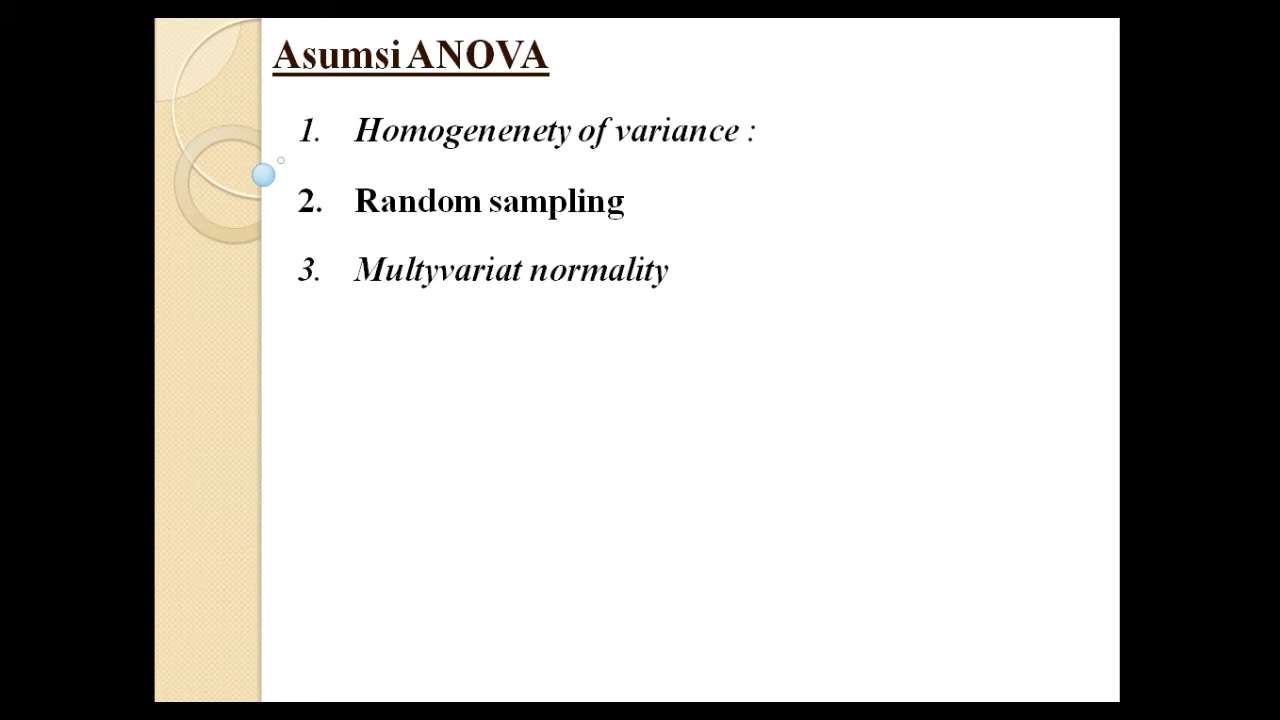 Asumsi ANOVA
1. Homogenenety of variance :
2. Random sampling
3. Multyvariat normality